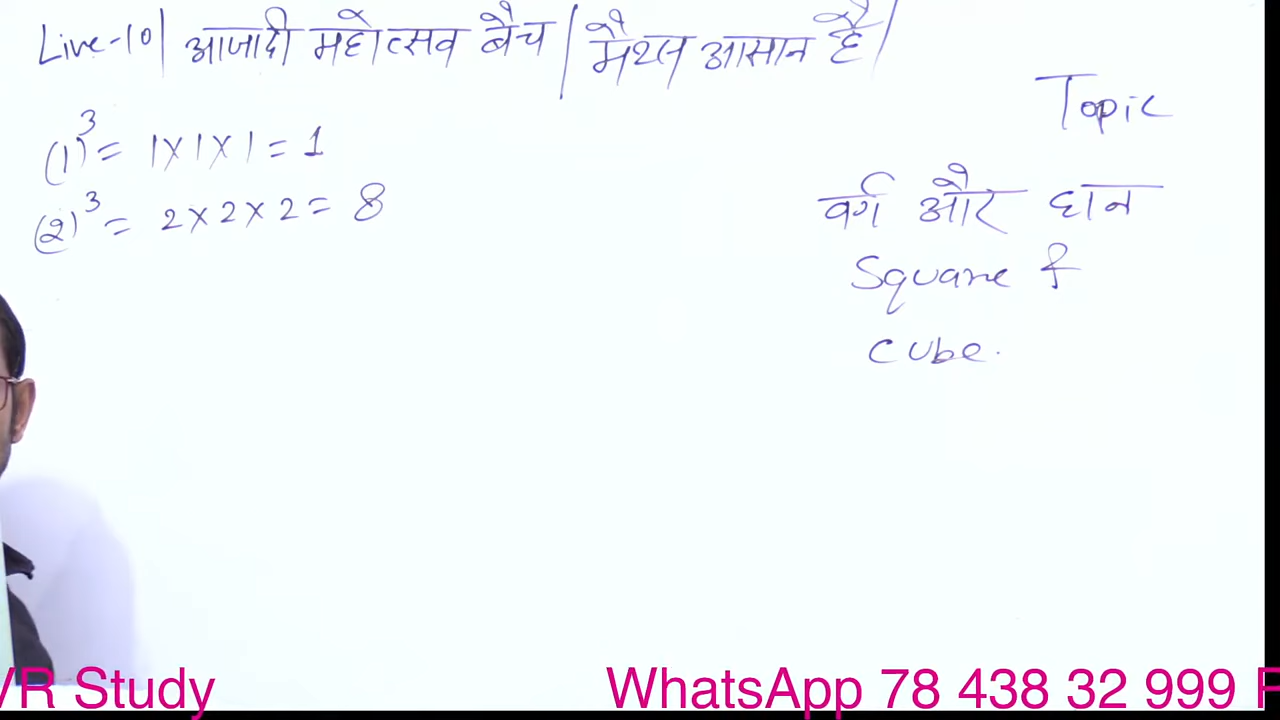 Live-10 | आजादी महोत्सव बैच | मैथ्स आसान है |
Topic
(1)³ = 1×1×1 = 1
(2)³ = 2×2×2 = 8
वर्ग और घन
Square &
Cube.
VR Study WhatsApp 78 438 32 999 F